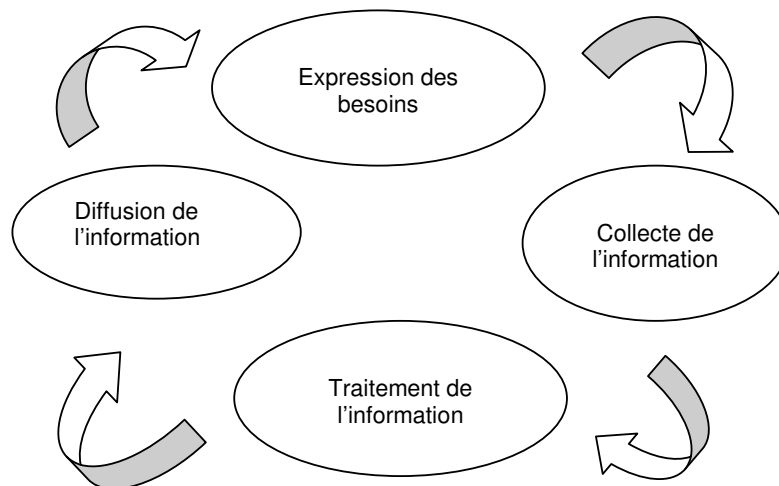 Expression des
besoins
Diffusion de
l’information
Collecte de
l’information
Traitement de
l’information